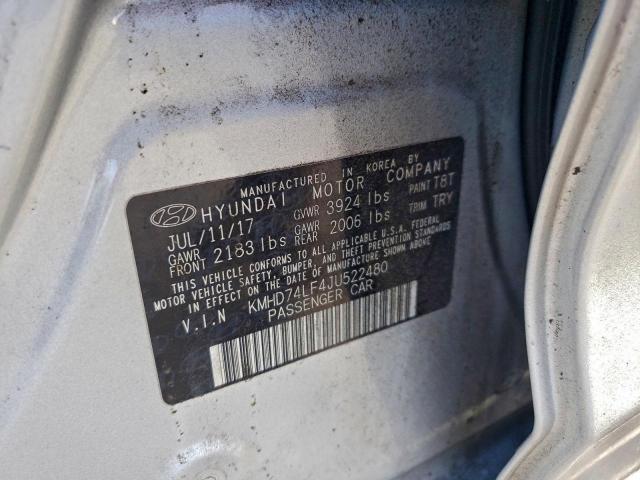 MANUFACTURED IN KOREA BY
HYUNDAI MOTOR COMPANY
JUL/11/17 GVWR 3924 lbs PAINT T8T
GAWR FRONT 2183 lbs GAWR REAR 2006 lbs TRIM TRY
THIS VEHICLE CONFORMS TO ALL APPLICABLE U.S.A. FEDERAL
MOTOR VEHICLE SAFETY, BUMPER, AND THEFT PREVENTION STANDARDS
IN EFFECT ON THE DATE OF MANUFACTURE SHOWN ABOVE
V.I.N KMHD74LF4JU522480
PASSENGER CAR